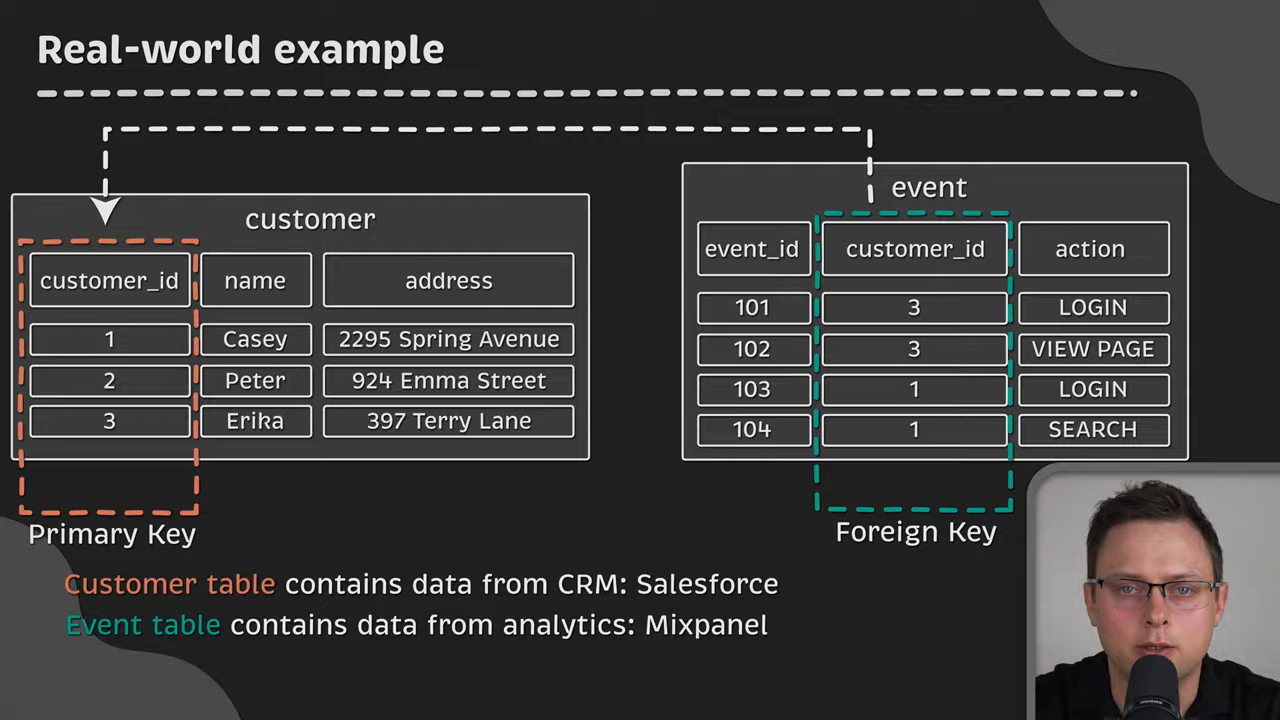 Real-world example
customer
customer_id name address
1 Casey 2295 Spring Avenue
2 Peter 924 Emma Street
3 Erika 397 Terry Lane
Primary Key
event
event_id customer_id action
101 3 LOGIN
102 3 VIEW PAGE
103 1 LOGIN
104 1 SEARCH
Foreign Key
Customer table contains data from CRM: Salesforce
Event table contains data from analytics: Mixpanel